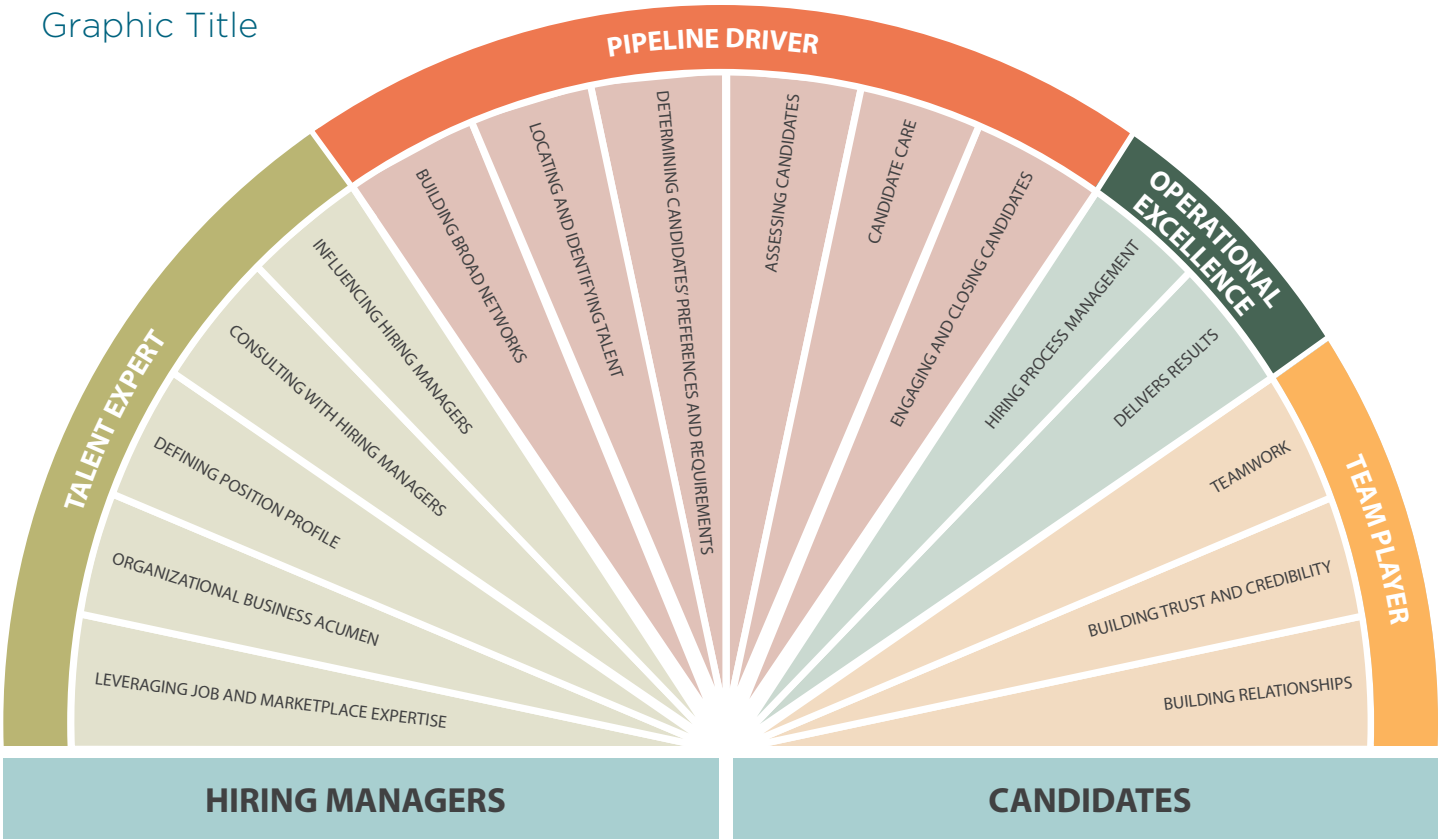 Graphic Title
PIPELINE DRIVER
TALENT EXPERT
OPERATIONAL
EXCELLENCE
TEAM PLAYER
LEVERAGING JOB AND MARKETPLACE EXPERTISE
ORGANIZATIONAL BUSINESS ACUMEN
DEFINING POSITION PROFILE
CONSULTING WITH HIRING MANAGERS
INFLUENCING HIRING MANAGERS
BUILDING BROAD NETWORKS
LOCATING AND IDENTIFYING TALENT
DETERMINING CANDIDATES' PREFERENCES AND REQUIREMENTS
ASSESSING CANDIDATES
CANDIDATE CARE
ENGAGING AND CLOSING CANDIDATES
HIRING PROCESS MANAGEMENT
DELIVERS RESULTS
TEAMWORK
BUILDING TRUST AND CREDIBILITY
BUILDING RELATIONSHIPS
HIRING MANAGERS
CANDIDATES